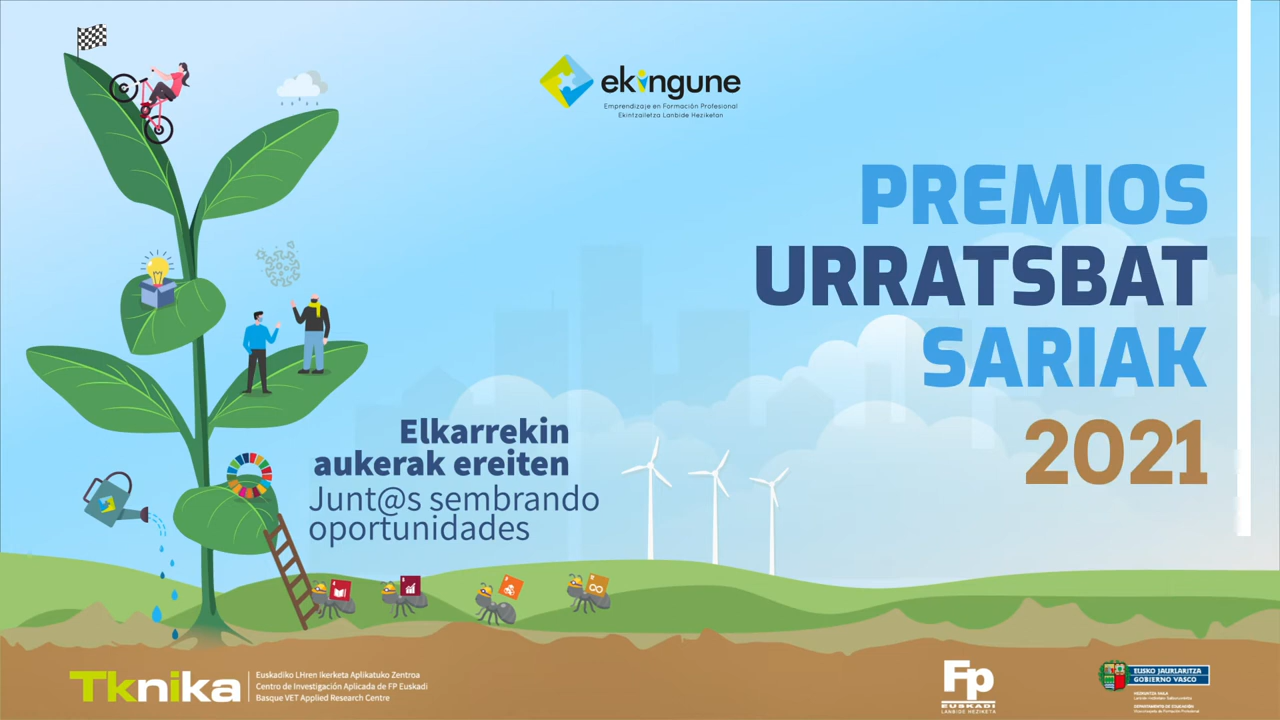 ekingune
Emprendizaje en Formación Profesional
Ekintzailetza Lanbide Heziketan
PREMIOS
URRATSBAT
SARIAK
2021
Elkarrekin
aukerak ereiten
Junt@s sembrando
oportunidades
Tknika
Euskadiko LHren Ikerketa Aplikatuko Zentroa
Centro de Investigación Aplicada de FP Euskadi
Basque VET Applied Research Centre
Fp
EUSKADI
LANBIDE HEZIKETA
EUSKO JAURLARITZA
GOBIERNO VASCO
HEZKUNTZA SAILA
DEPARTAMENTO DE EDUCACIÓN